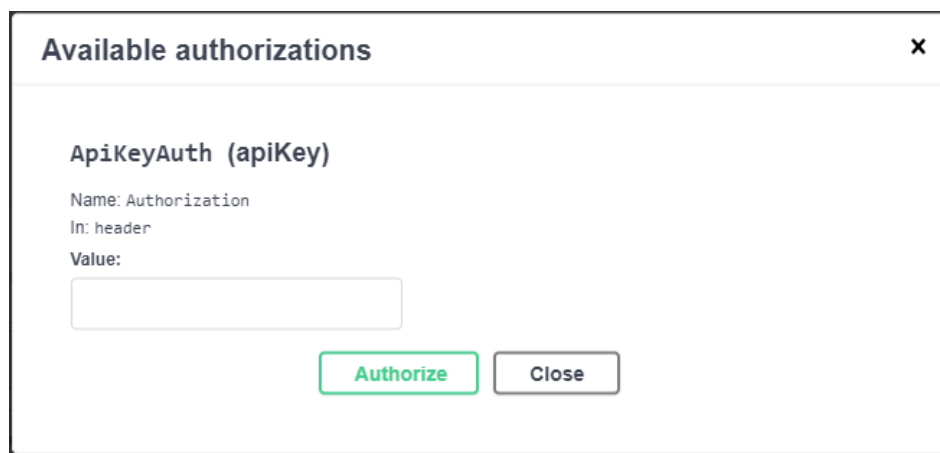 Available authorizations
×
ApiKeyAuth (apiKey)
Name: Authorization
In: header
Value:
Authorize Close